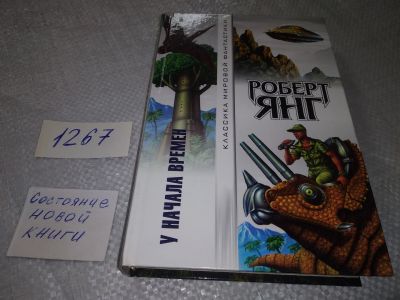 1267
Состояние
новой
книги
У НАЧАЛА ВРЕМЕН
КЛАССИКА МИРОВОЙ ФАНТАСТИКИ
РОБЕРТ
ЯНГ